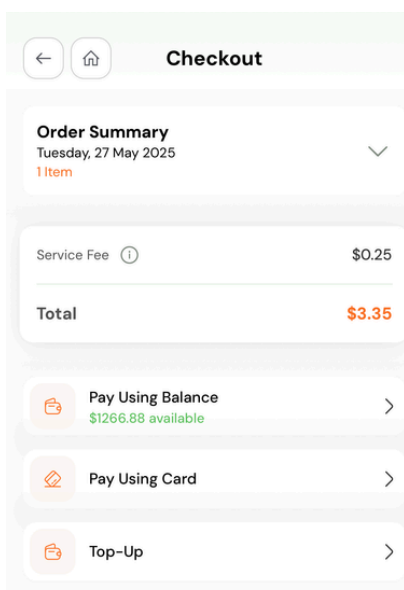 Checkout
Order Summary
Tuesday, 27 May 2025
1 Item
Service Fee $0.25
Total $3.35
Pay Using Balance
$1266.88 available
Pay Using Card
Top-Up